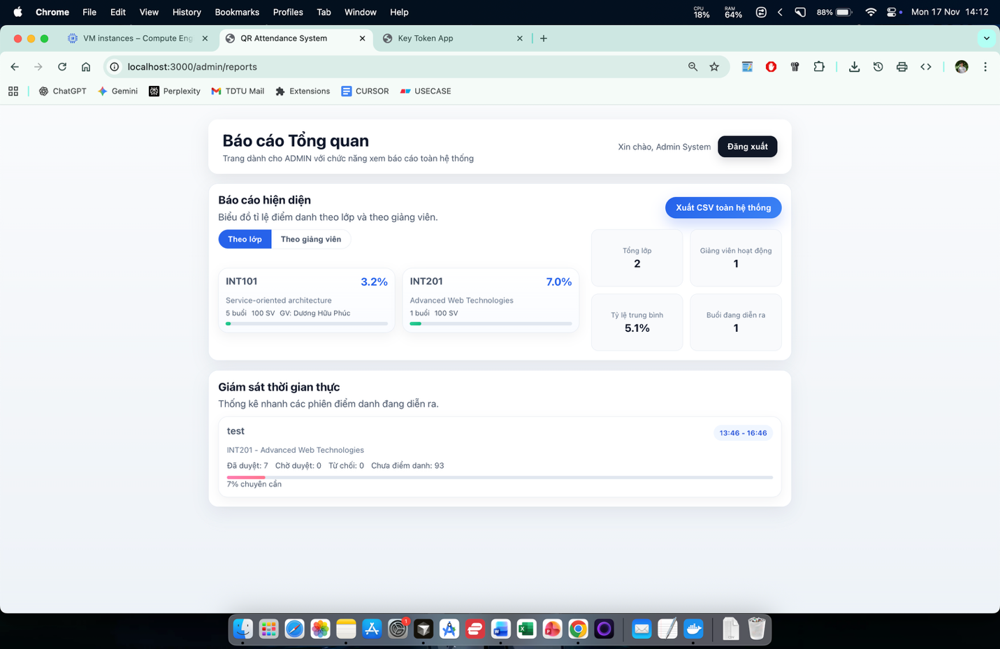 Chrome File Edit View History Bookmarks Profiles Tab Window Help CPU 18% RAM 64% 88% Mon 17 Nov 14:12
VM instances – Compute Eng QR Attendance System Key Token App
localhost:3000/admin/reports
ChatGPT Gemini Perplexity TDTU Mail Extensions CURSOR USECASE
Báo cáo Tổng quan
Trang dành cho ADMIN với chức năng xem báo cáo toàn hệ thống
Xin chào, Admin System Đăng xuất
Báo cáo hiện diện
Biểu đồ tỉ lệ điểm danh theo lớp và theo giảng viên.
Xuất CSV toàn hệ thống
Theo lớp Theo giảng viên
INT101 3.2%
Service-oriented architecture
5 buổi 100 SV GV: Dương Hữu Phúc
INT201 7.0%
Advanced Web Technologies
1 buổi 100 SV
Tổng lớp
2
Giảng viên hoạt động
1
Tỷ lệ trung bình
5.1%
Buổi đang diễn ra
1
Giám sát thời gian thực
Thống kê nhanh các phiên điểm danh đang diễn ra.
test 13:46 - 16:46
INT201 - Advanced Web Technologies
Đã duyệt: 7 Chờ duyệt: 0 Từ chối: 0 Chưa điểm danh: 93
7% chuyên cần
1